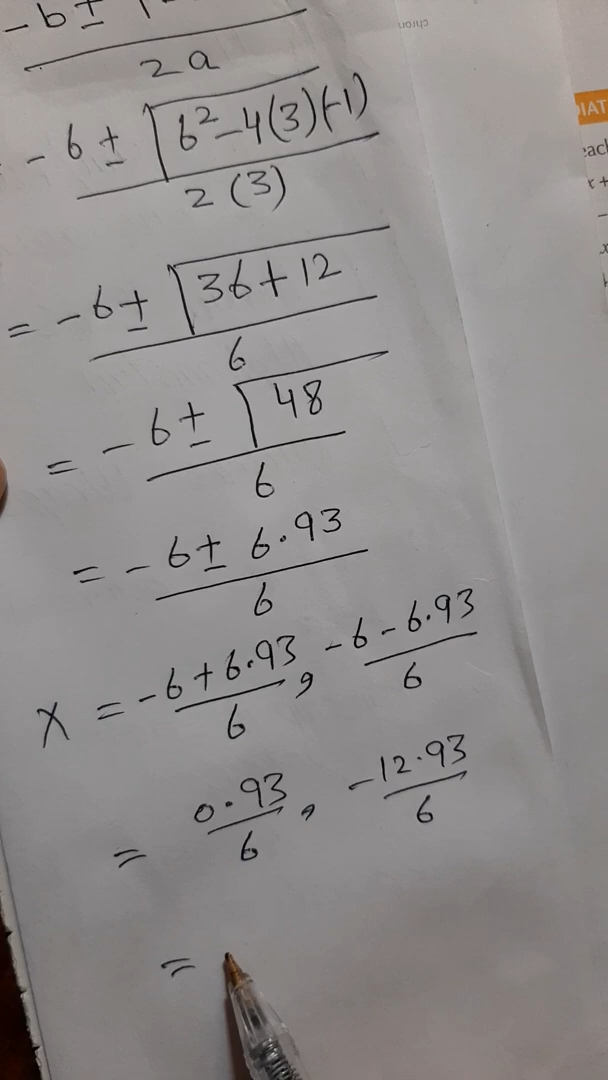 -b ±
2a
-6 ± √6²-4(3)(-1)
2(3)
= -6 ± √36+12
6
= -6 ± √48
6
= -6 ± 6.93
6
x = -6+6.93 , -6-6.93
6 6
= 0.93 , -12.93
6 6
=
IAT
x +